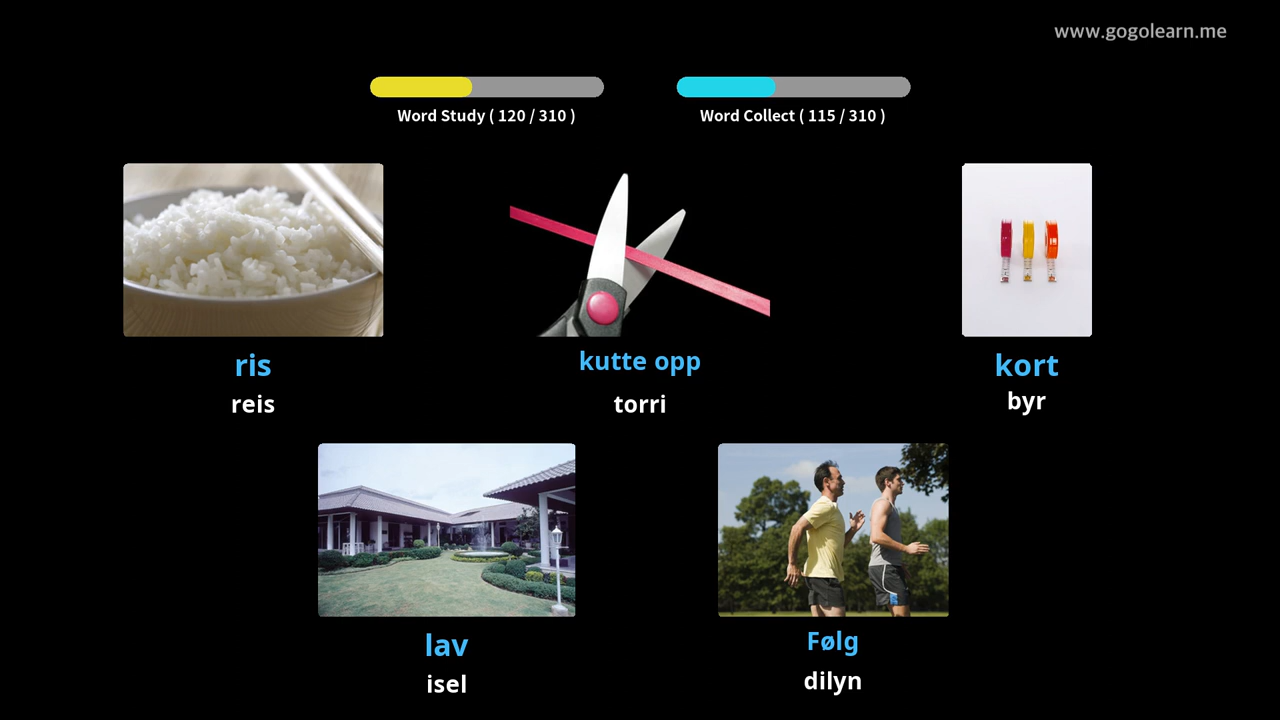 www.gogolearn.me
Word Study ( 120 / 310 )
Word Collect ( 115 / 310 )
ris
reis
kutte opp
torri
kort
byr
lav
isel
Følg
dilyn